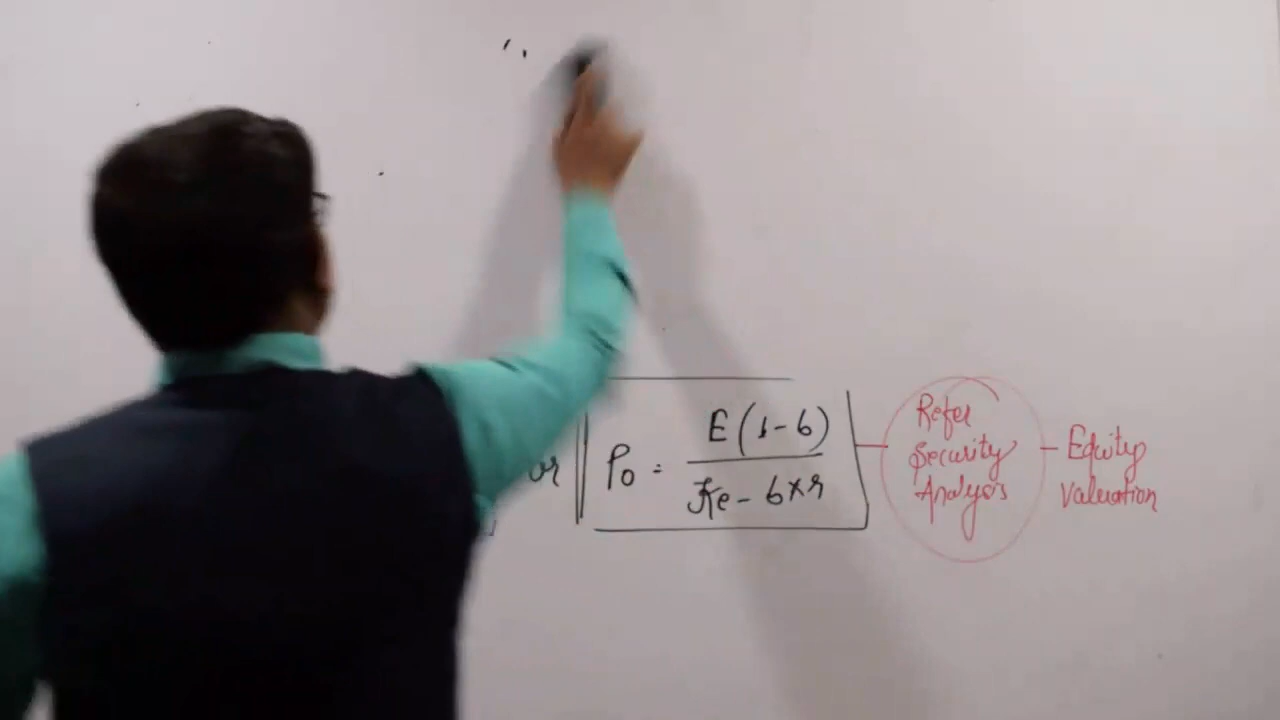 or
P₀ = E(1-b) / Ke - b×r
Refer
Security
Analysis
- Equity
Valuation